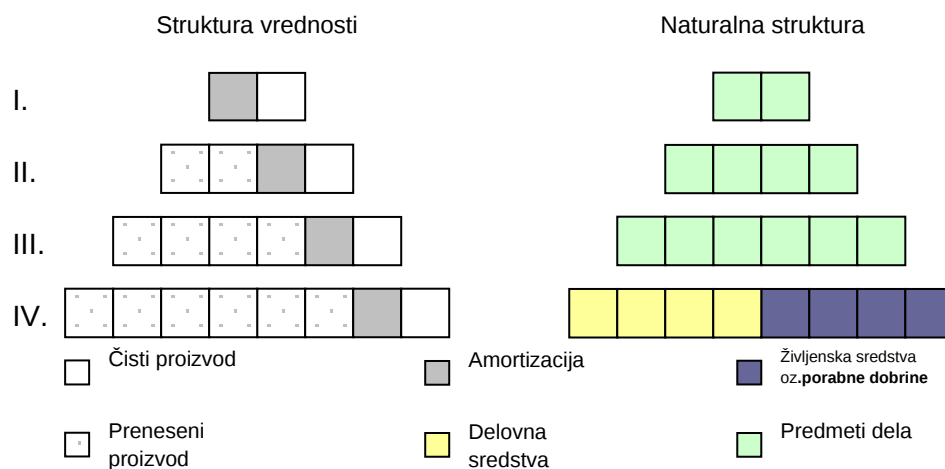 Struktura vrednosti
Naturalna struktura
I.
II.
III.
IV.
Čisti proizvod
Amortizacija
Življenska sredstva
oz.porabne dobrine
Preneseni
proizvod
Delovna
sredstva
Predmeti dela